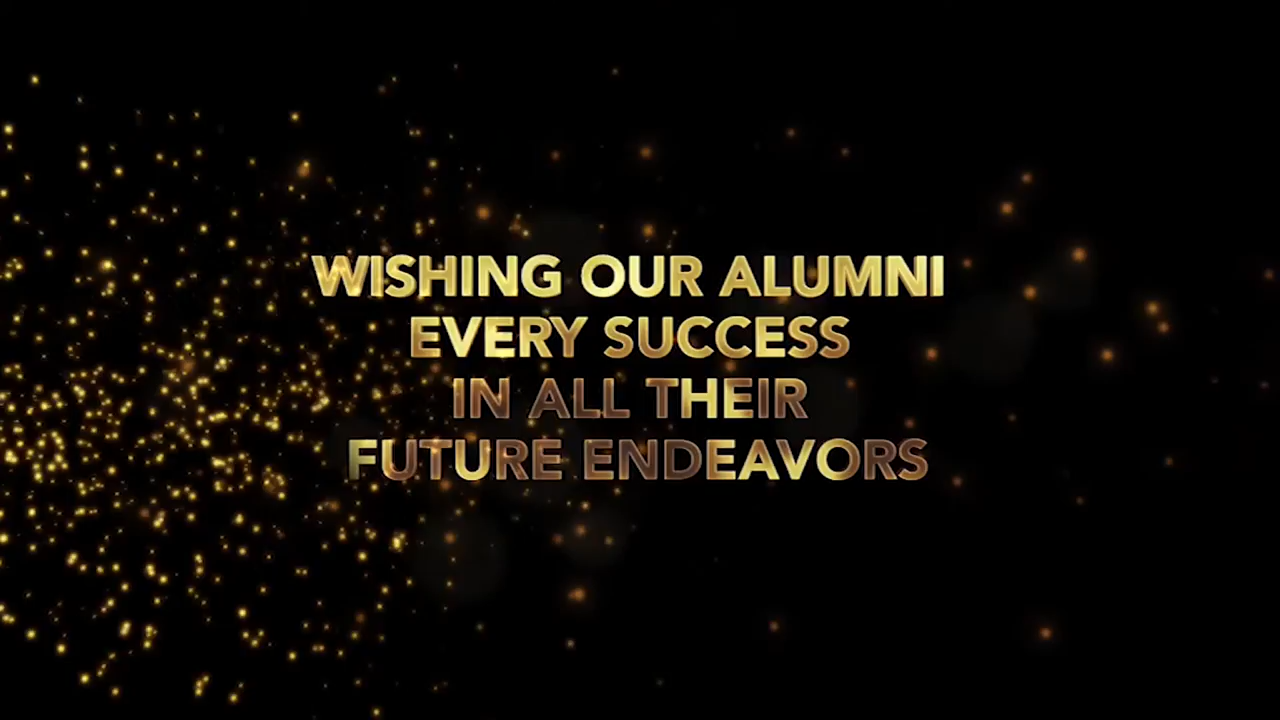 WISHING OUR ALUMNI
EVERY SUCCESS
IN ALL THEIR
FUTURE ENDEAVORS